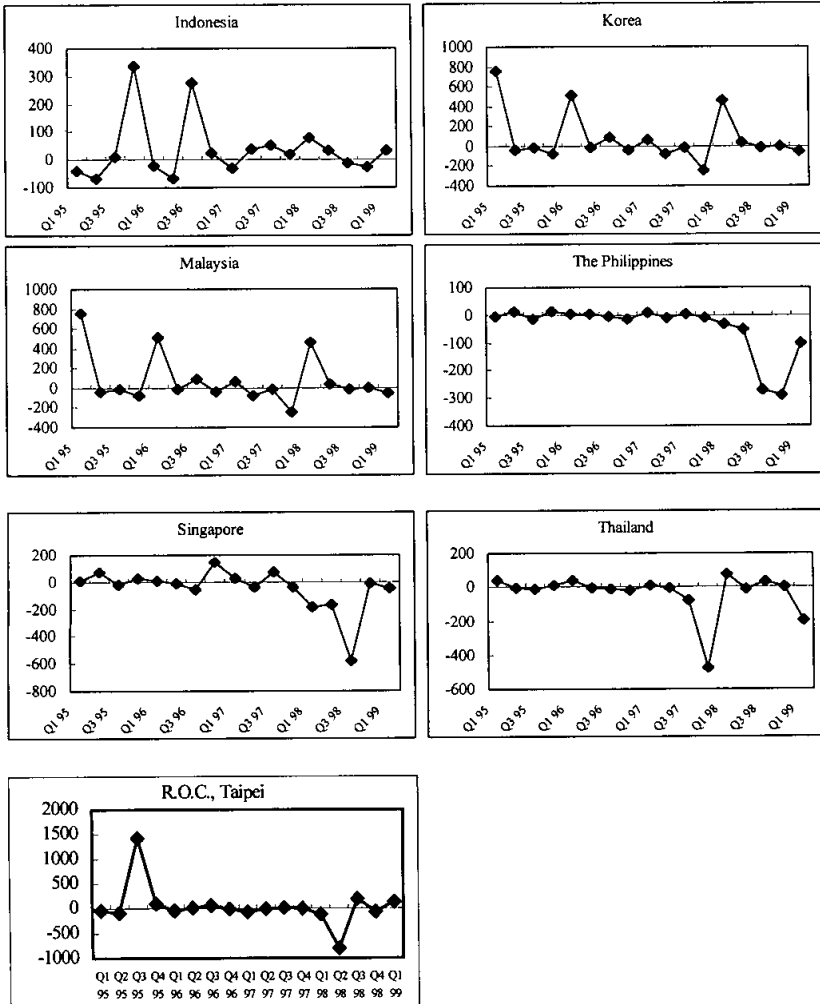 Indonesia
400
300
200
100
0
-100
Q1 95
Q3 95
Q1 96
Q3 96
Q1 97
Q3 97
Q1 98
Q3 98
Q1 99
Korea
1000
800
600
400
200
0
-200
-400
Q1 95
Q3 95
Q1 96
Q3 96
Q1 97
Q3 97
Q1 98
Q3 98
Q1 99
Malaysia
1000
800
600
400
200
0
-200
-400
Q1 95
Q3 95
Q1 96
Q3 96
Q1 97
Q3 97
Q1 98
Q3 98
Q1 99
The Philippines
100
0
-100
-200
-300
-400
Q1 95
Q3 95
Q1 96
Q3 96
Q1 97
Q3 97
Q1 98
Q3 98
Q1 99
Singapore
200
0
-200
-400
-600
-800
Q1 95
Q3 95
Q1 96
Q3 96
Q1 97
Q3 97
Q1 98
Q3 98
Q1 99
Thailand
200
0
-200
-400
-600
Q1 95
Q3 95
Q1 96
Q3 96
Q1 97
Q3 97
Q1 98
Q3 98
Q1 99
R.O.C., Taipei
2000
1500
1000
500
0
-500
-1000
Q1 Q2 Q3 Q4 Q1 Q2 Q3 Q4 Q1 Q2 Q3 Q4 Q1 Q2 Q3 Q4 Q1
95 95 95 95 96 96 96 96 97 97 97 97 98 98 98 98 99